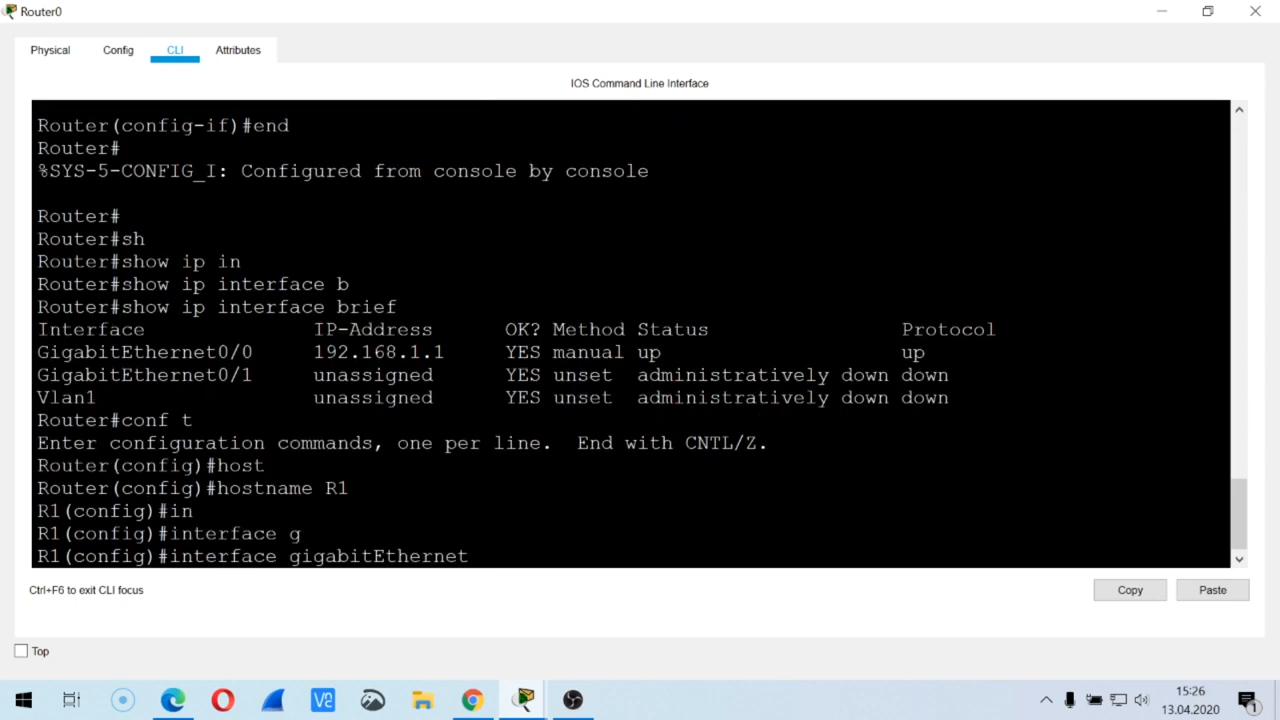 Router0
Physical Config CLI Attributes
IOS Command Line Interface
Router(config-if)#end
Router#
%SYS-5-CONFIG_I: Configured from console by console
Router#
Router#sh
Router#show ip in
Router#show ip interface b
Router#show ip interface brief
Interface IP-Address OK? Method Status Protocol
GigabitEthernet0/0 192.168.1.1 YES manual up up
GigabitEthernet0/1 unassigned YES unset administratively down down
Vlan1 unassigned YES unset administratively down down
Router#conf t
Enter configuration commands, one per line. End with CNTL/Z.
Router(config)#host
Router(config)#hostname R1
R1(config)#in
R1(config)#interface g
R1(config)#interface gigabitEthernet
Ctrl+F6 to exit CLI focus
Copy Paste
Top
15:26
13.04.2020
1